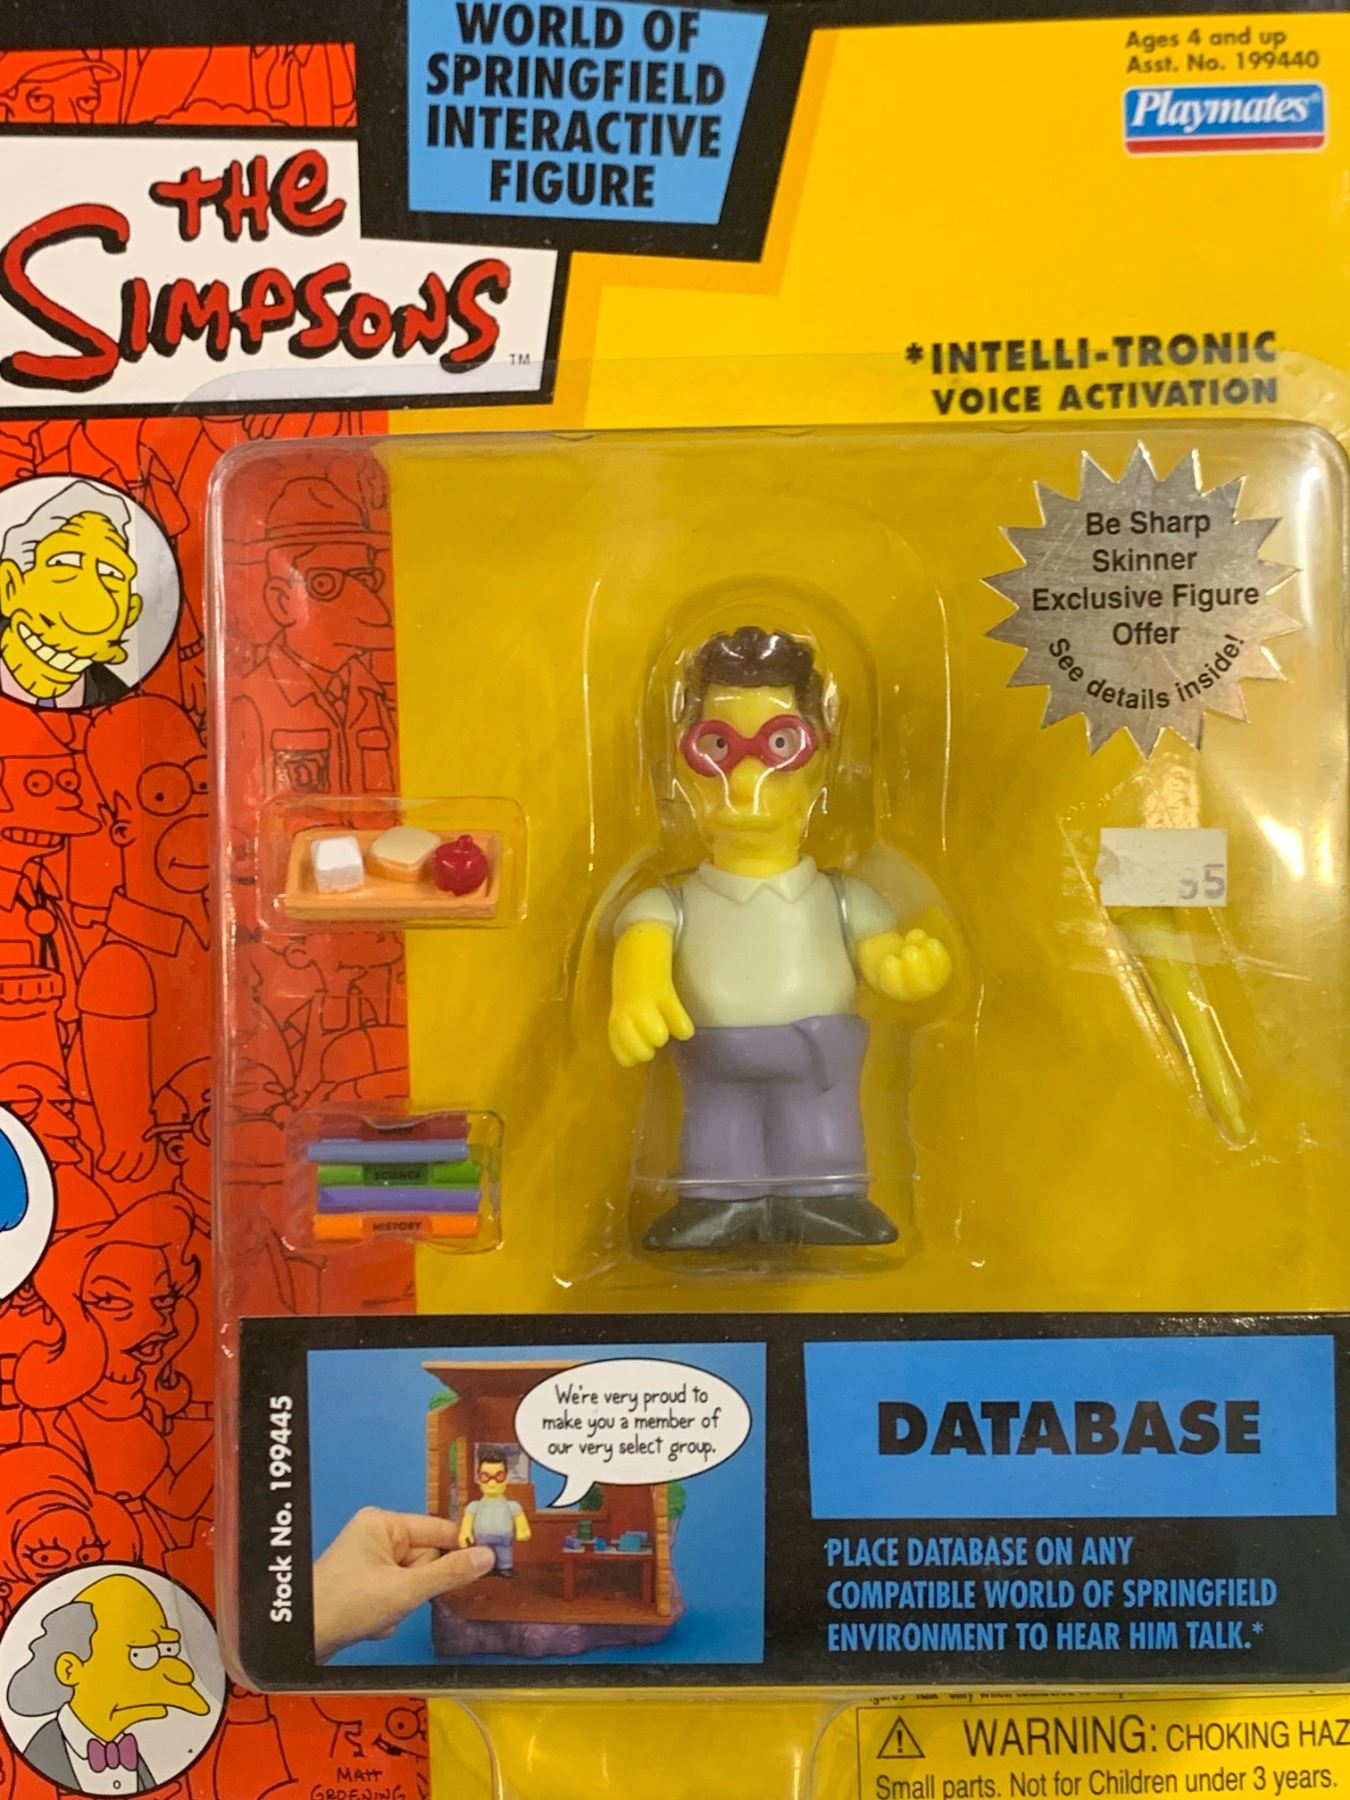 WORLD OF
SPRINGFIELD
INTERACTIVE
FIGURE
Ages 4 and up
Asst. No. 199440
Playmates®
THE
SIMPSONS
TM
*INTELLI-TRONIC
VOICE ACTIVATION
Be Sharp
Skinner
Exclusive Figure
Offer
See details inside!
SCIENCE
HISTORY
Stock No. 199445
We're very proud to
make you a member of
our very select group.
DATABASE
PLACE DATABASE ON ANY
COMPATIBLE WORLD OF SPRINGFIELD
ENVIRONMENT TO HEAR HIM TALK.*
⚠ WARNING: CHOKING HAZ
Small parts. Not for Children under 3 years.
MATT
GROENING